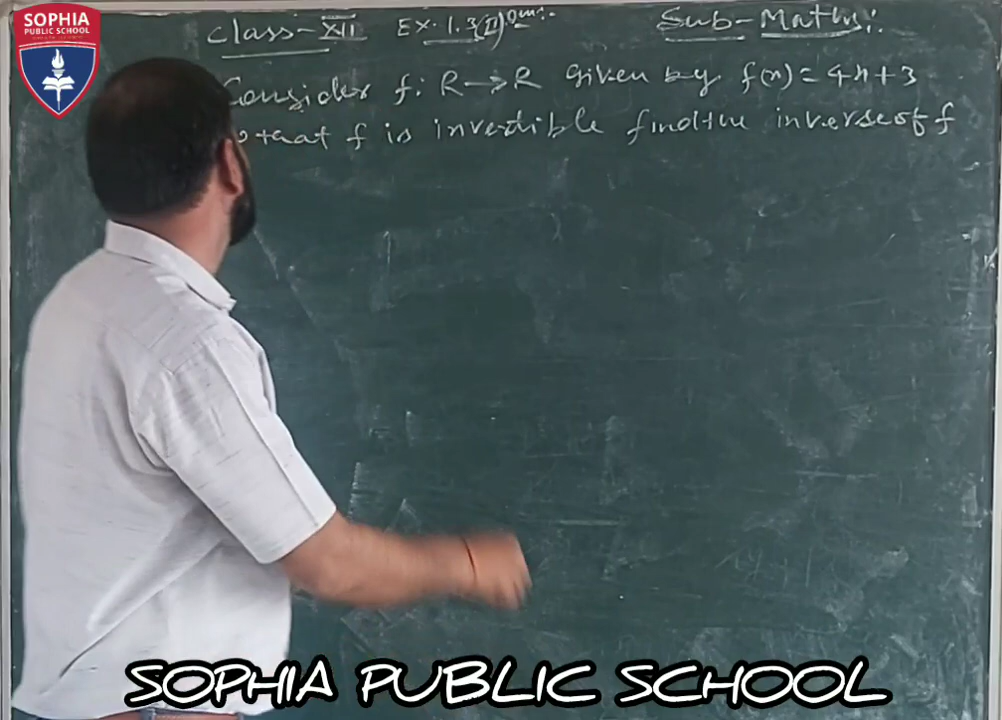 SOPHIA
PUBLIC SCHOOL
Class-XII Ex. 1.3(II) Sub-Maths:
Consider f: R→R given by f(x)=4x+3
that f is invertible find the inverse of f
SOPHIA PUBLIC SCHOOL